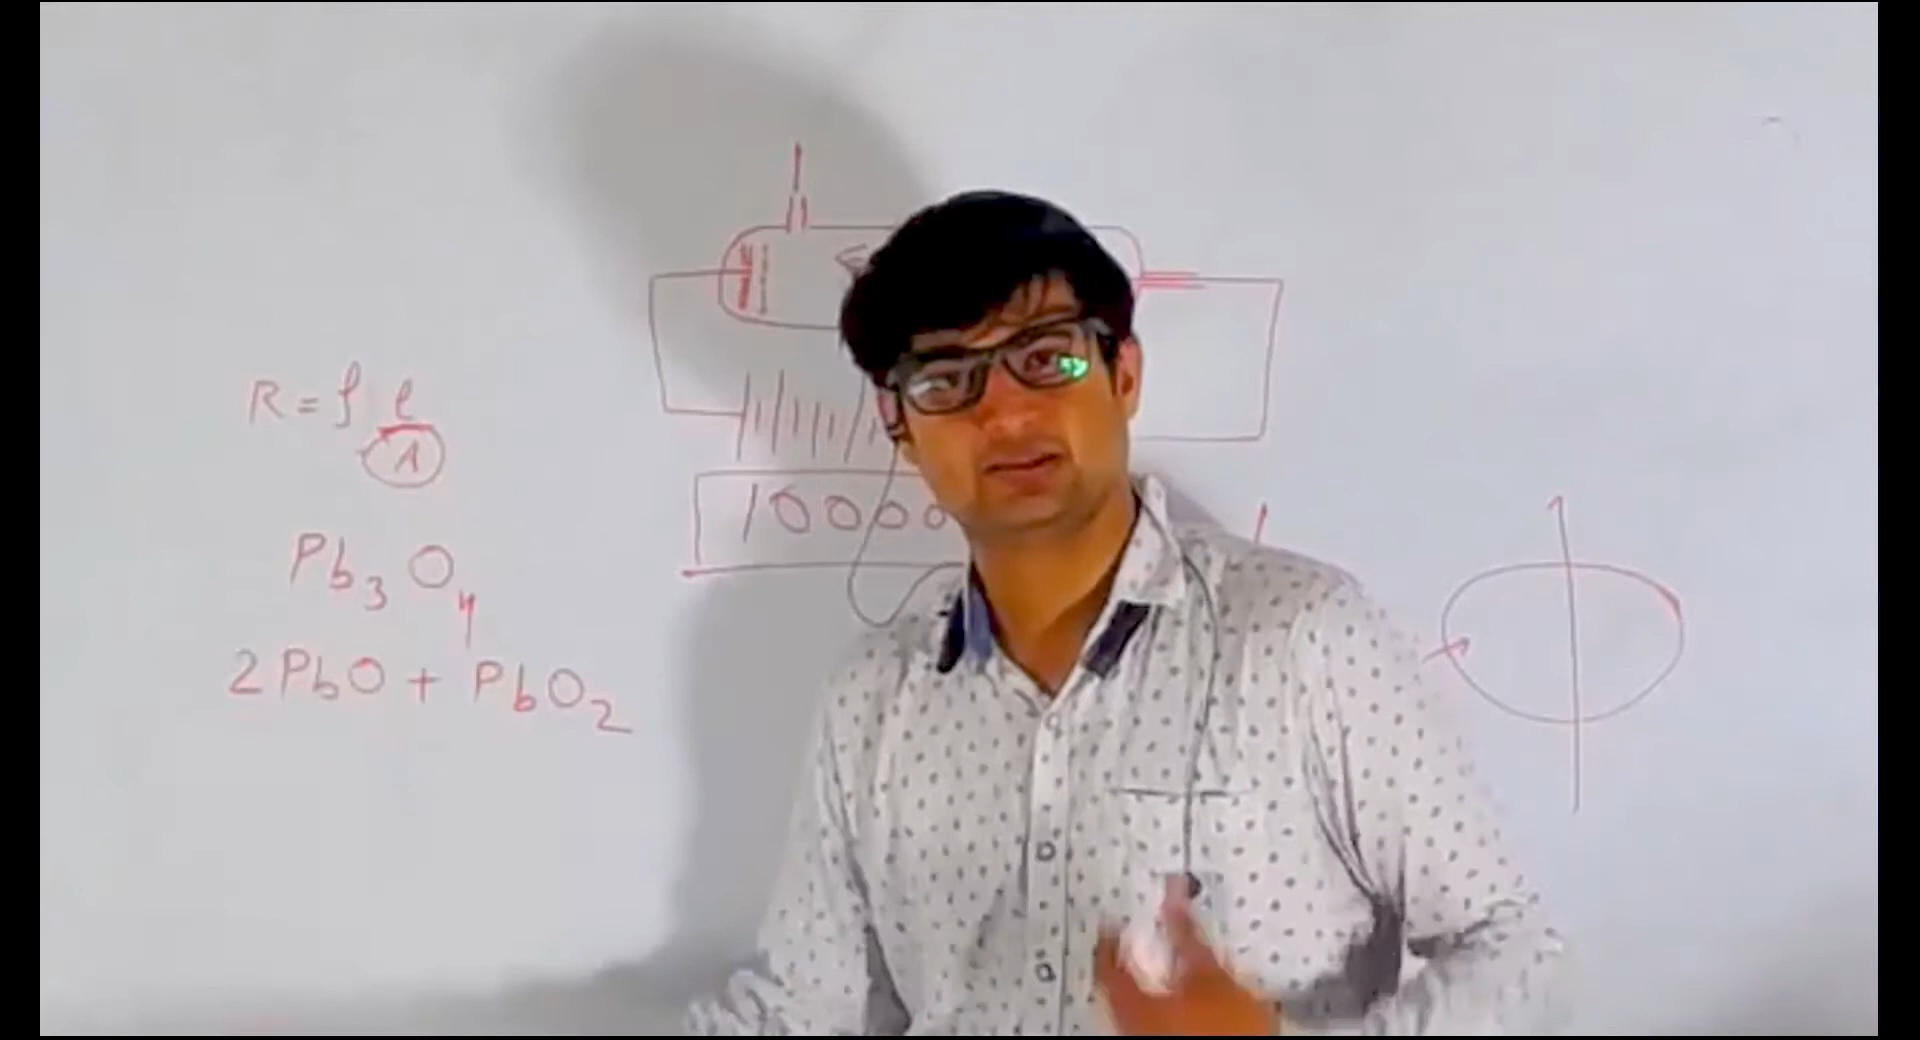 R = ρ l
A
10000
Pb3O4
2PbO + PbO2